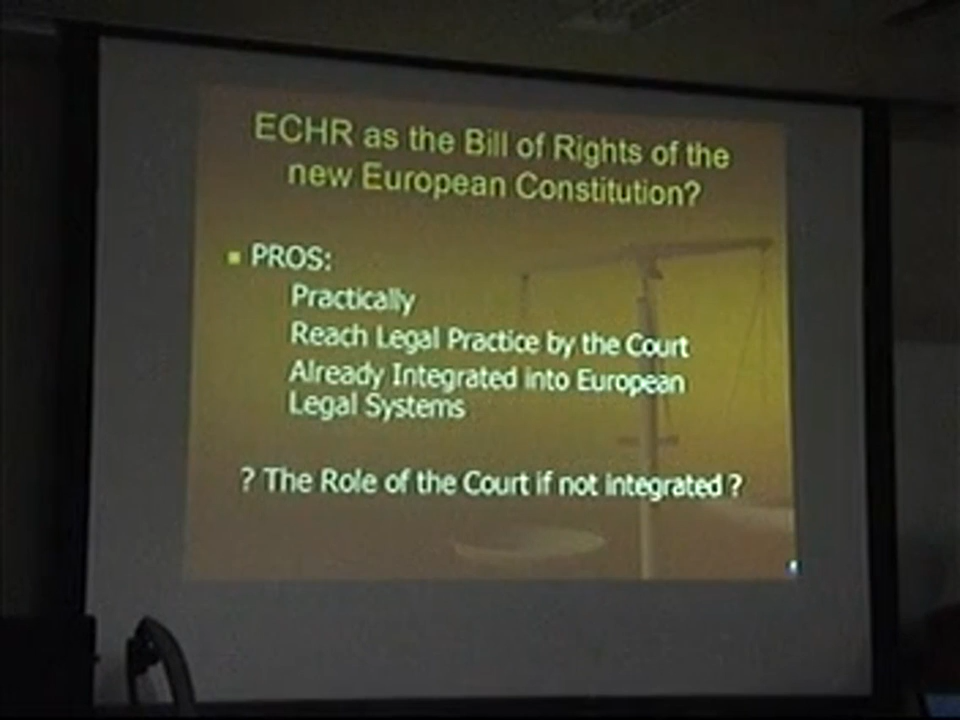 ECHR as the Bill of Rights of the
new European Constitution?
PROS:
Practically
Reach Legal Practice by the Court
Already Integrated into European
Legal Systems
? The Role of the Court if not integrated ?